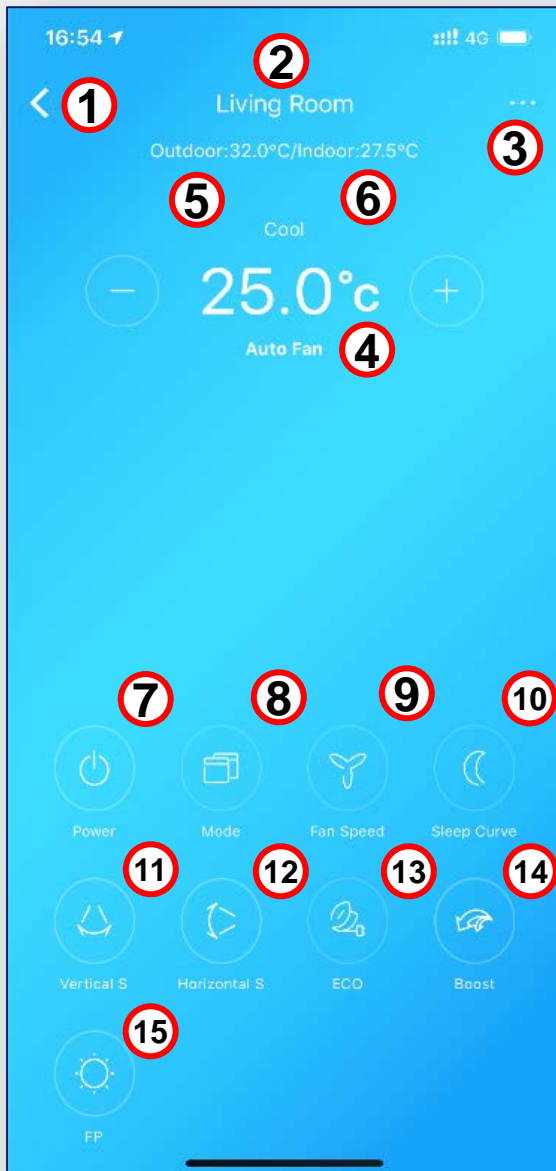 16:54 4G
2
1 Living Room ...
3
Outdoor:32.0°C/Indoor:27.5°C
5 6
Cool
− 25.0°c +
Auto Fan 4
7 8 9 10
Power Mode Fan Speed Sleep Curve
11 12 13 14
Vertical S Horizontal S ECO Boost
15
FP